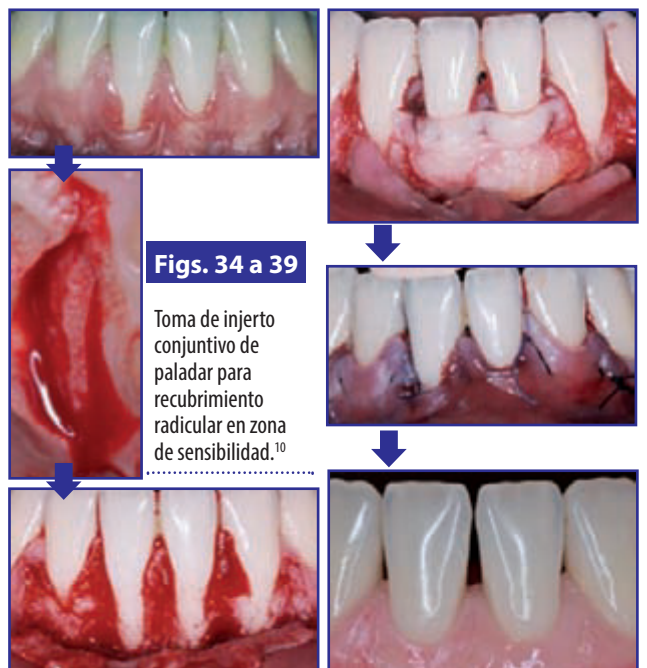 Figs. 34 a 39
Toma de injerto
conjuntivo de
paladar para
recubrimiento
radicular en zona
de sensibilidad.¹⁰